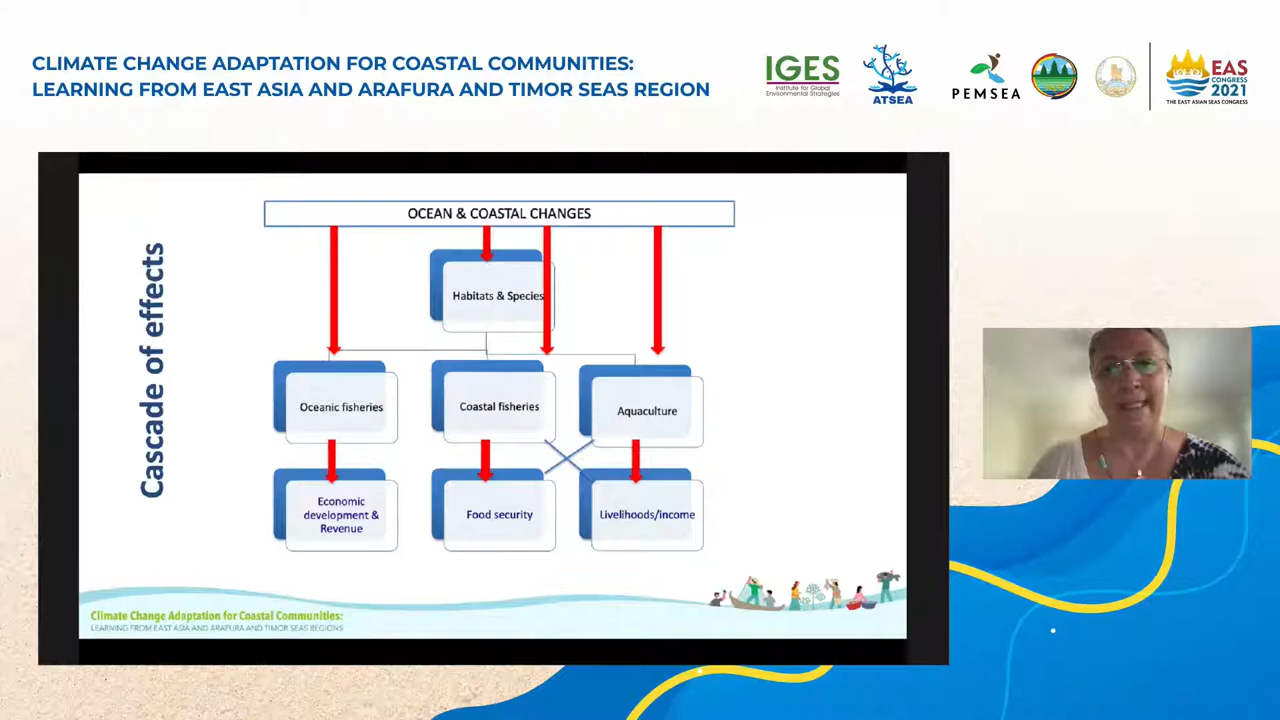 CLIMATE CHANGE ADAPTATION FOR COASTAL COMMUNITIES:
LEARNING FROM EAST ASIA AND ARAFURA AND TIMOR SEAS REGION
IGES
Institute for Global
Environmental Strategies
ATSEA
PEMSEA
EAS
CONGRESS
2021
THE EAST ASIAN SEAS CONGRESS
Cascade of effects
OCEAN & COASTAL CHANGES
Habitats & Species
Oceanic fisheries
Coastal fisheries
Aquaculture
Economic
development &
Revenue
Food security
Livelihoods/income
Climate Change Adaptation for Coastal Communities:
LEARNING FROM EAST ASIA AND ARAFURA AND TIMOR SEAS REGIONS